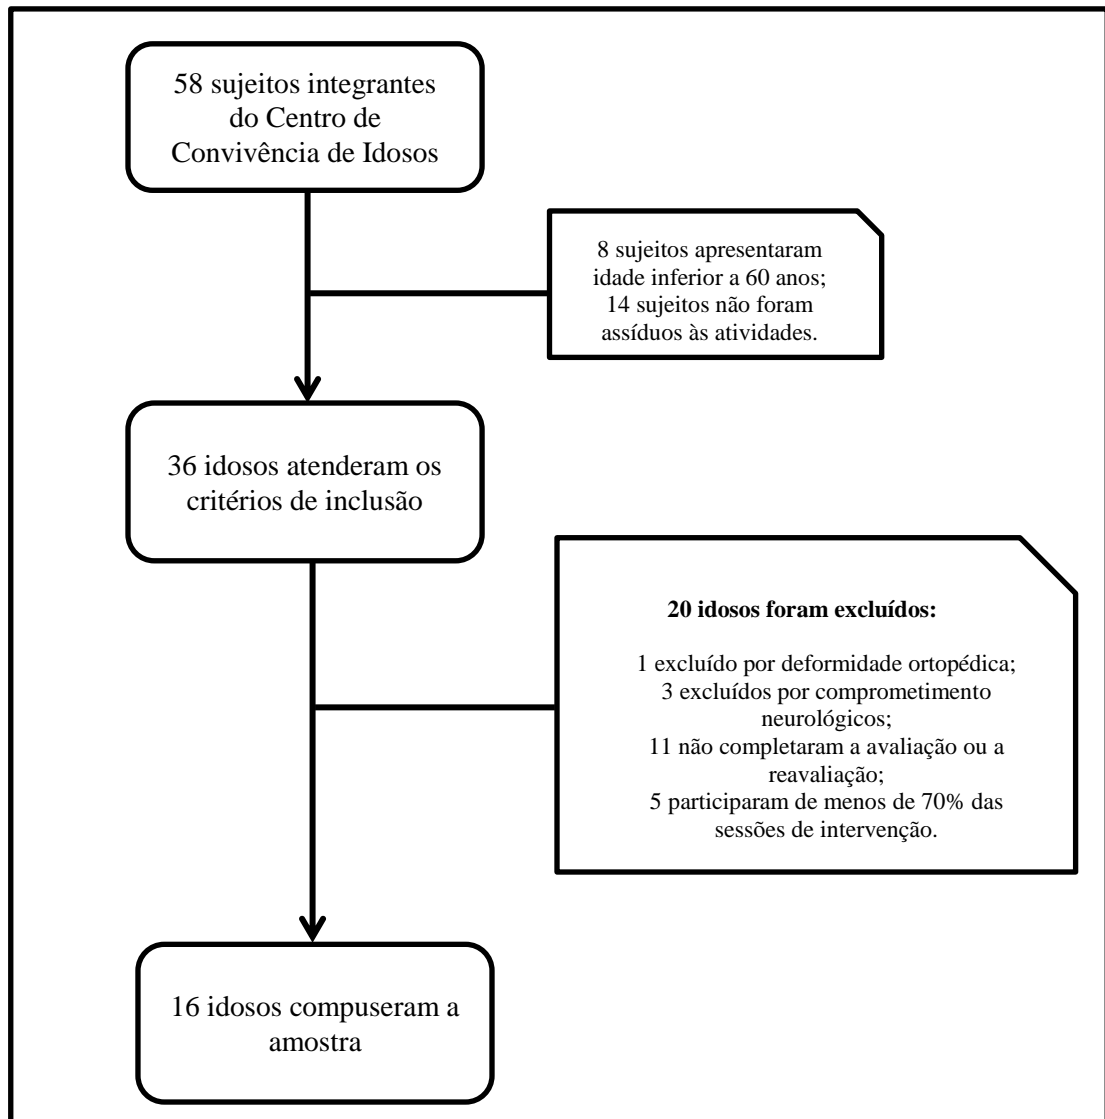 58 sujeitos integrantes
do Centro de
Convivência de Idosos
8 sujeitos apresentaram
idade inferior a 60 anos;
14 sujeitos não foram
assíduos às atividades.
36 idosos atenderam os
critérios de inclusão
20 idosos foram excluídos:
1 excluído por deformidade ortopédica;
3 excluídos por comprometimento
neurológicos;
11 não completaram a avaliação ou a
reavaliação;
5 participaram de menos de 70% das
sessões de intervenção.
16 idosos compuseram a
amostra